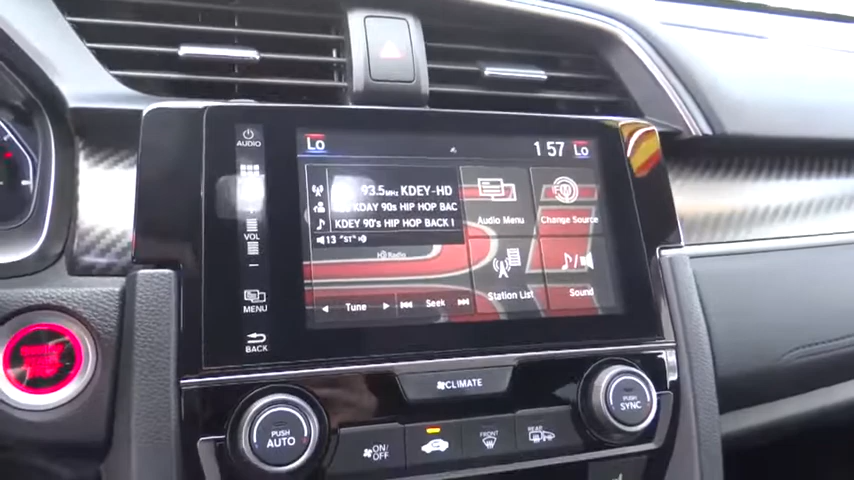 AUDIO
Lo
1:57
Lo
93.5 MHz KDEY-HD
KDAY 90s HIP HOP BAC
KDEY 90's HIP HOP BACK I
13 "ST"
HD Radio
Audio Menu
Change Source
Station List
Sound
Tune
Seek
VOL
MENU
BACK
CLIMATE
PUSH AUTO
ON/OFF
FRONT
REAR
PUSH SYNC